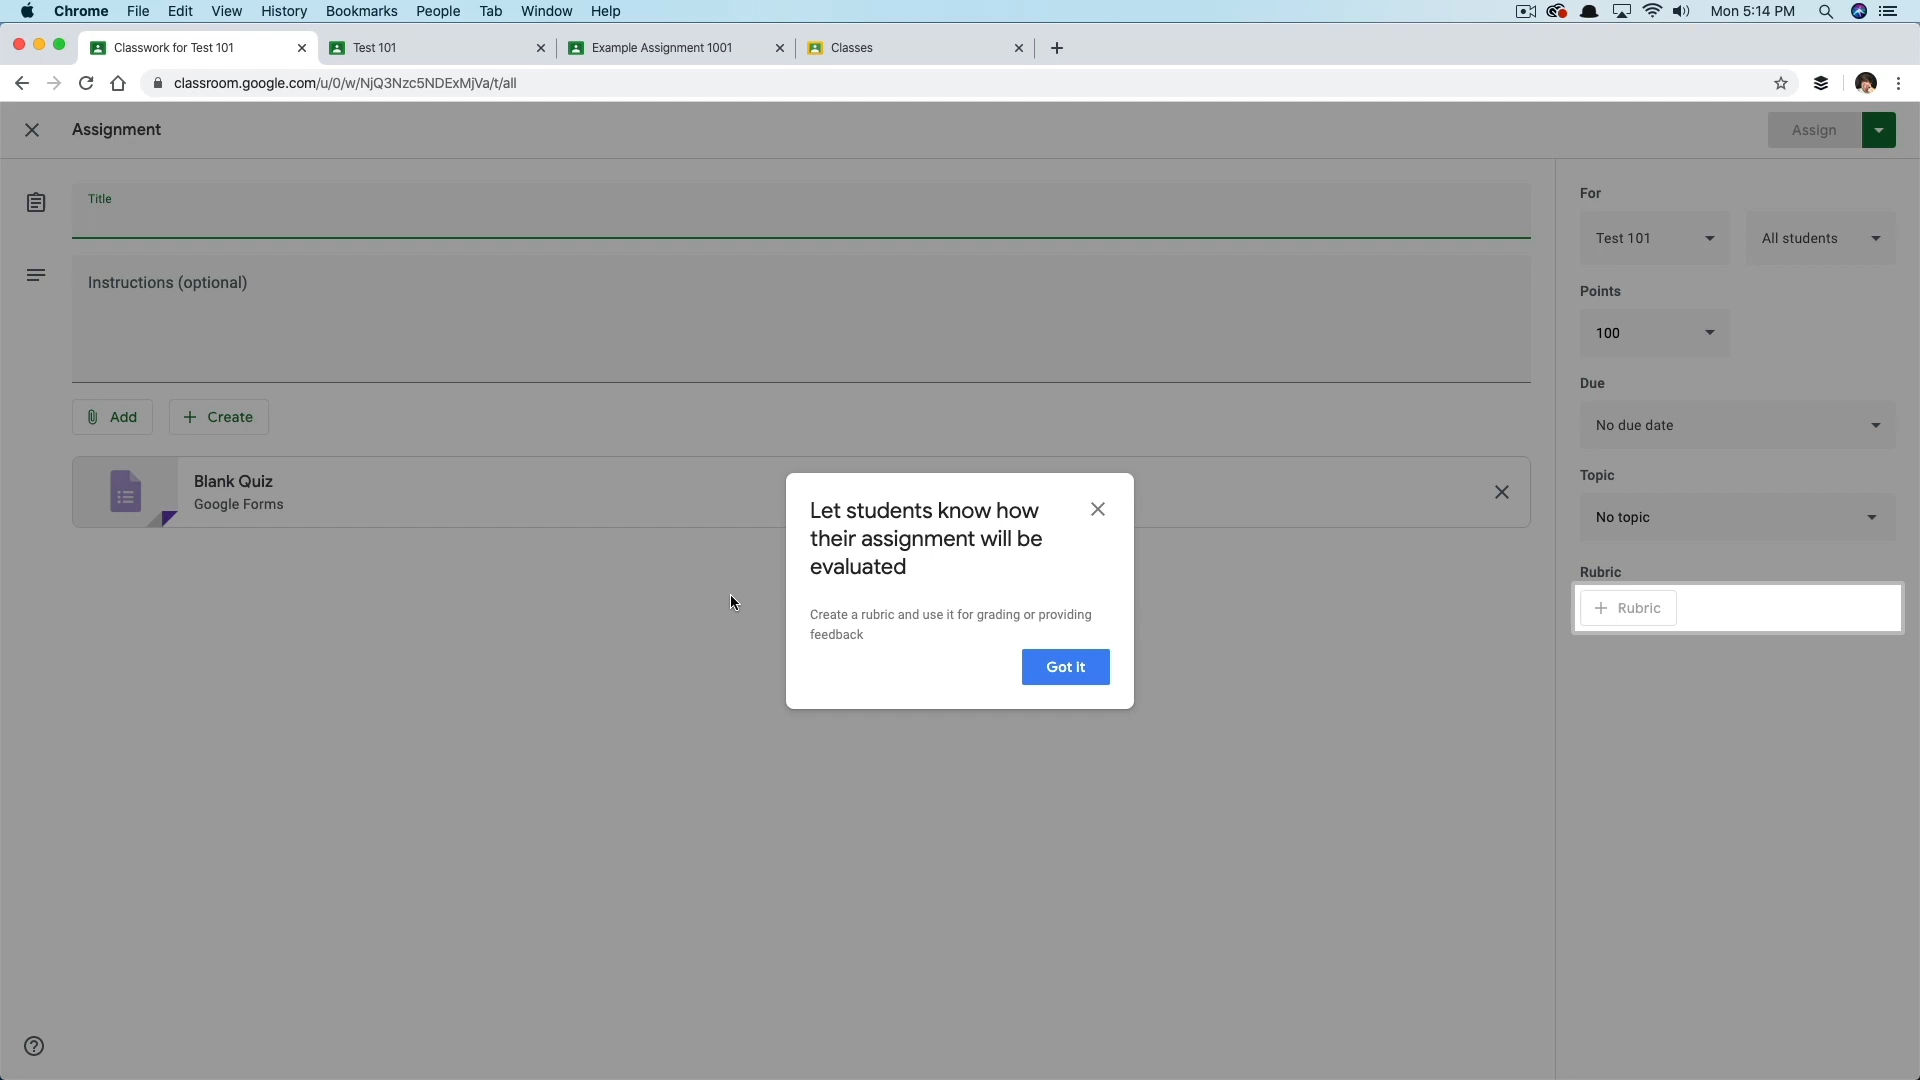 Chrome File Edit View History Bookmarks People Tab Window Help Mon 5:14 PM
Classwork for Test 101 Test 101 Example Assignment 1001 Classes
classroom.google.com/u/0/w/NjQ3Nzc5NDExMjVa/t/all
Assignment Assign
Title
Instructions (optional)
Add Create
Blank Quiz
Google Forms
For
Test 101 All students
Points
100
Due
No due date
Topic
No topic
Rubric
Rubric
Let students know how
their assignment will be
evaluated
Create a rubric and use it for grading or providing
feedback
Got It